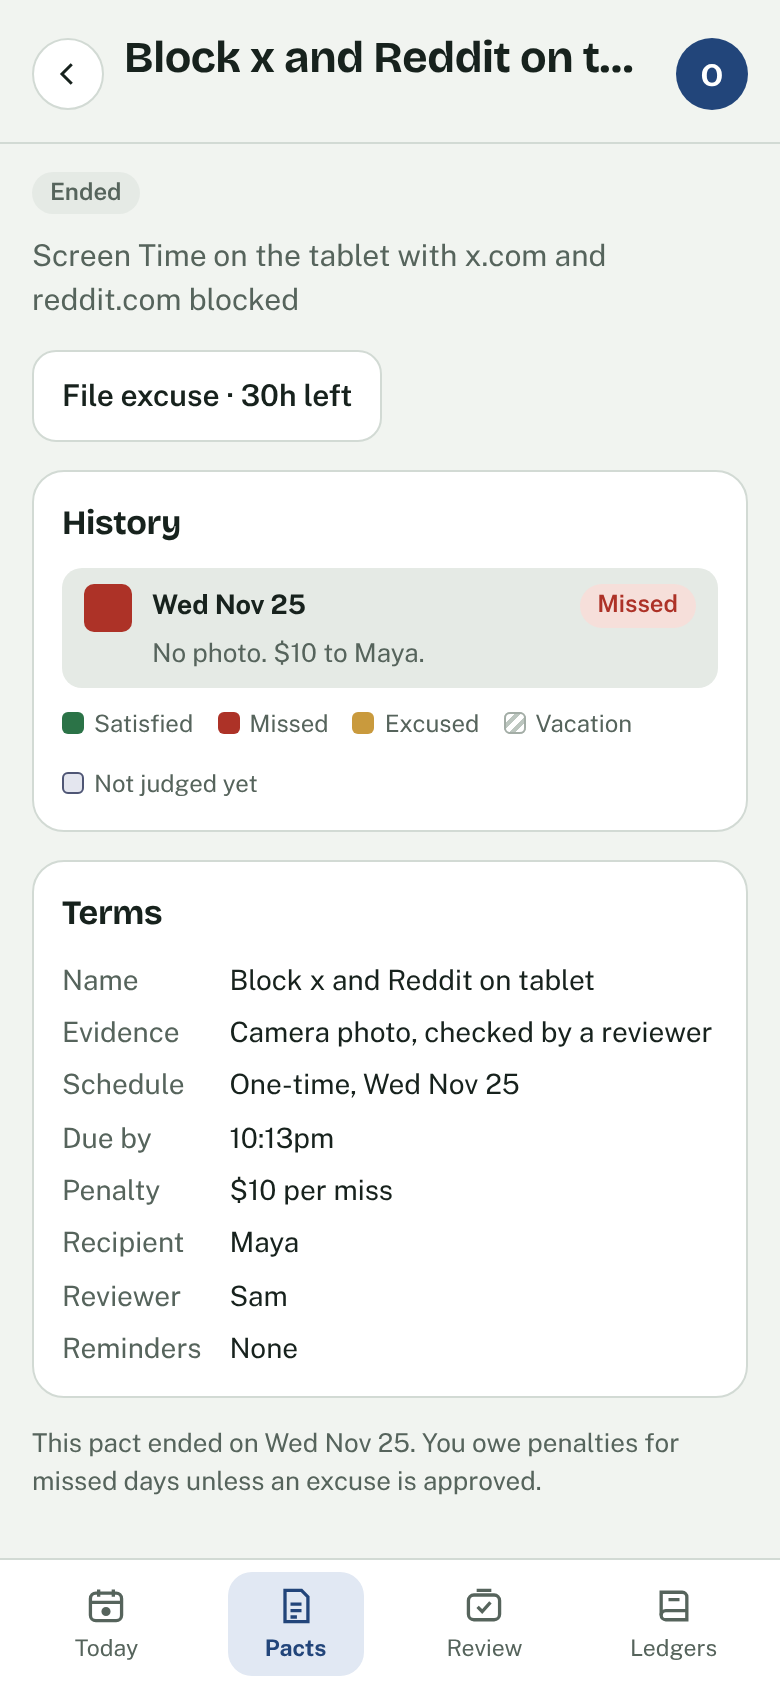 Block x and Reddit on t...
O
Ended
Screen Time on the tablet with x.com and
reddit.com blocked
File excuse · 30h left
History
Wed Nov 25
Missed
No photo. $10 to Maya.
Satisfied
Missed
Excused
Vacation
Not judged yet
Terms
Name Block x and Reddit on tablet
Evidence Camera photo, checked by a reviewer
Schedule One-time, Wed Nov 25
Due by 10:13pm
Penalty $10 per miss
Recipient Maya
Reviewer Sam
Reminders None
This pact ended on Wed Nov 25. You owe penalties for
missed days unless an excuse is approved.
Today
Pacts
Review
Ledgers